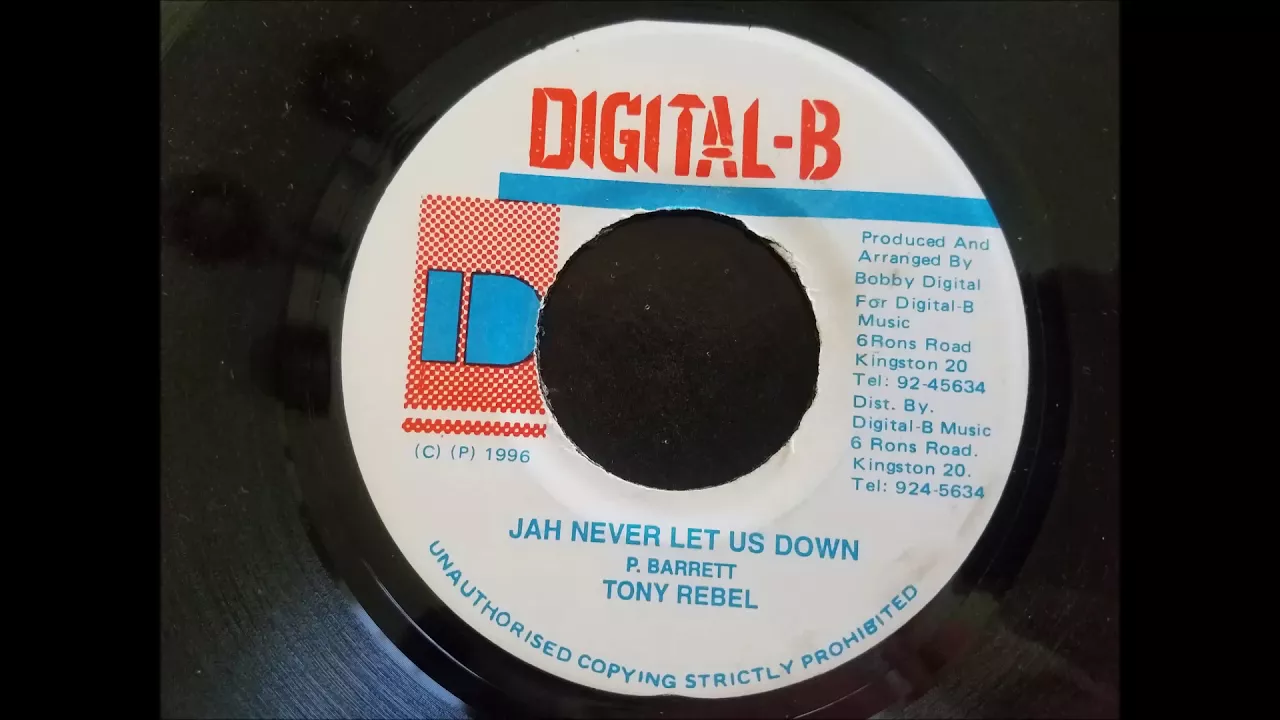 DIGITAL-B
Produced And
Arranged By
Bobby Digital
For Digital-B
Music
6Rons Road
Kingston 20
Tel: 92-45634
Dist. By.
Digital-B Music
6 Rons Road.
Kingston 20.
Tel: 924-5634
D
(C) (P) 1996
JAH NEVER LET US DOWN
P. BARRETT
TONY REBEL
UNAUTHORISED COPYING STRICTLY PROHIBITED